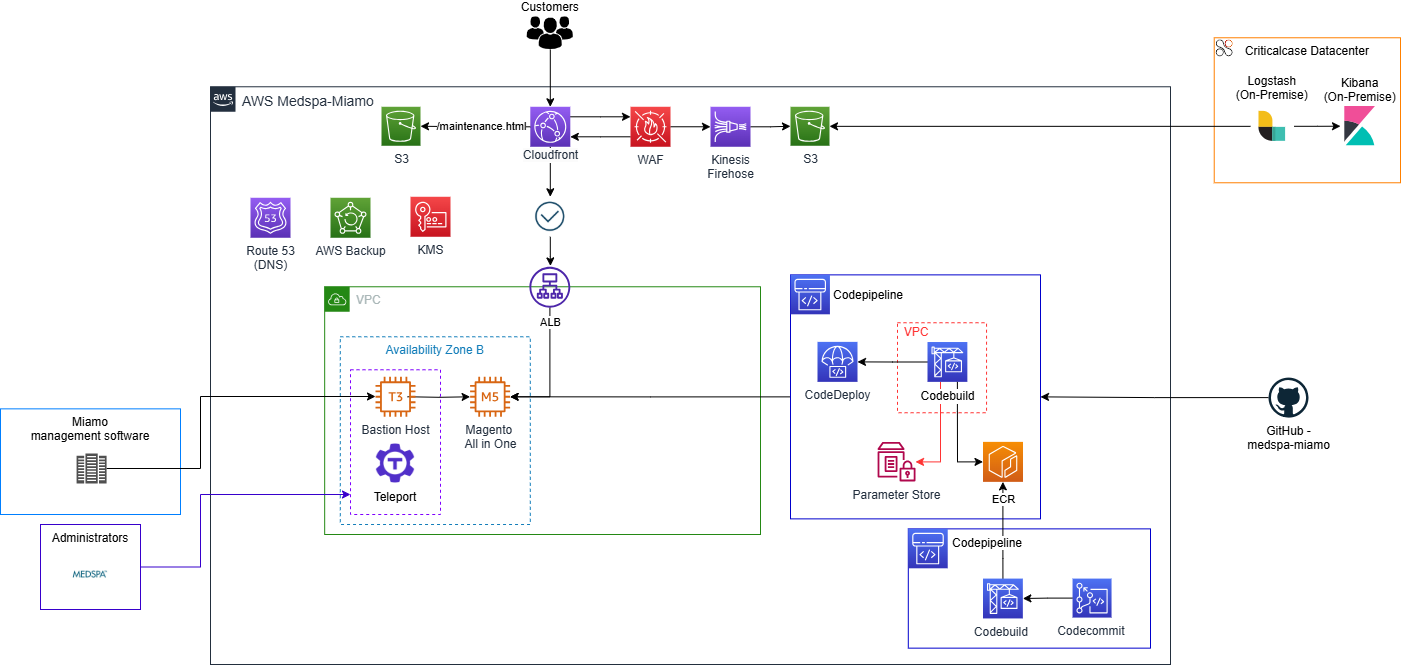 Customers
aws
AWS Medspa-Miamo
/maintenance.html
S3
Cloudfront
WAF
Kinesis
Firehose
S3
Criticalcase Datacenter
Logstash
(On-Premise)
Kibana
(On-Premise)
53
Route 53
(DNS)
AWS Backup
KMS
VPC
ALB
Availability Zone B
T3
Bastion Host
M5
Magento
All in One
T
Teleport
Miamo
management software
Administrators
MEDSPA
Codepipeline
VPC
CodeDeploy
Codebuild
Parameter Store
ECR
GitHub -
medspa-miamo
Codepipeline
Codebuild
Codecommit